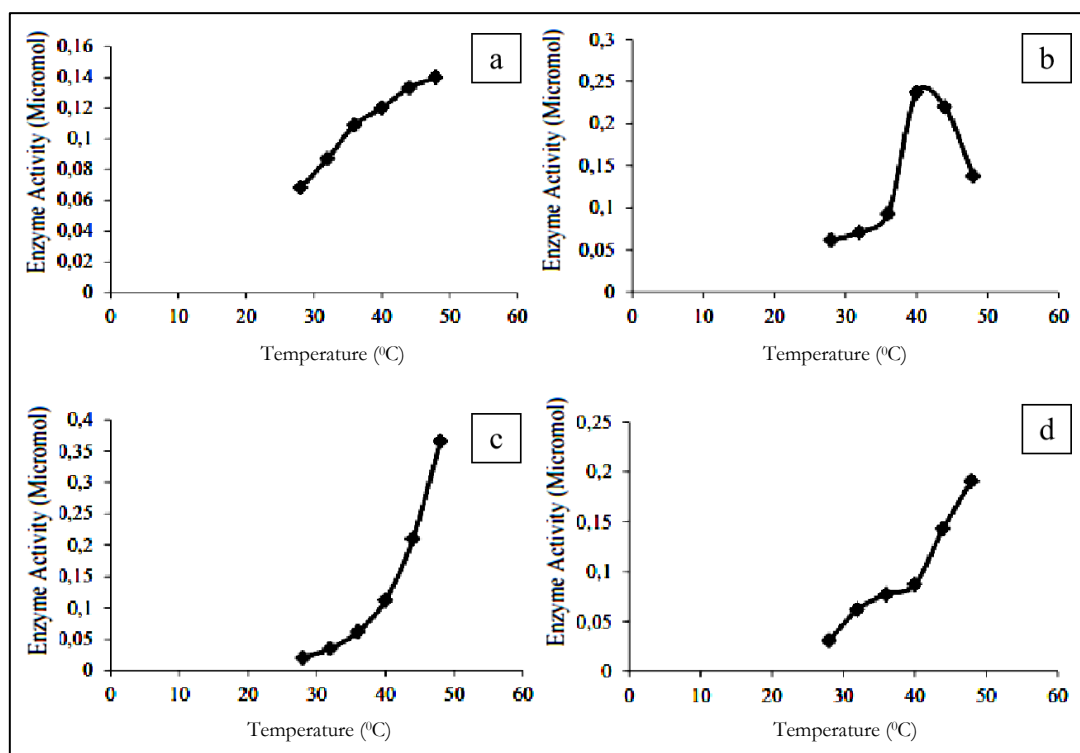 a
Enzyme Activity (Micromol)
0,16
0,14
0,12
0,1
0,08
0,06
0,04
0,02
0
0 10 20 30 40 50 60
Temperature (⁰C)
b
Enzyme Activity (Micromol)
0,3
0,25
0,2
0,15
0,1
0,05
0
0 10 20 30 40 50 60
Temperature (⁰C)
c
Enzyme Activity (Micromol)
0,4
0,35
0,3
0,25
0,2
0,15
0,1
0,05
0
0 10 20 30 40 50 60
Temperature (⁰C)
d
Enzyme Activity (Micromol)
0,25
0,2
0,15
0,1
0,05
0
0 10 20 30 40 50 60
Temperature (⁰C)